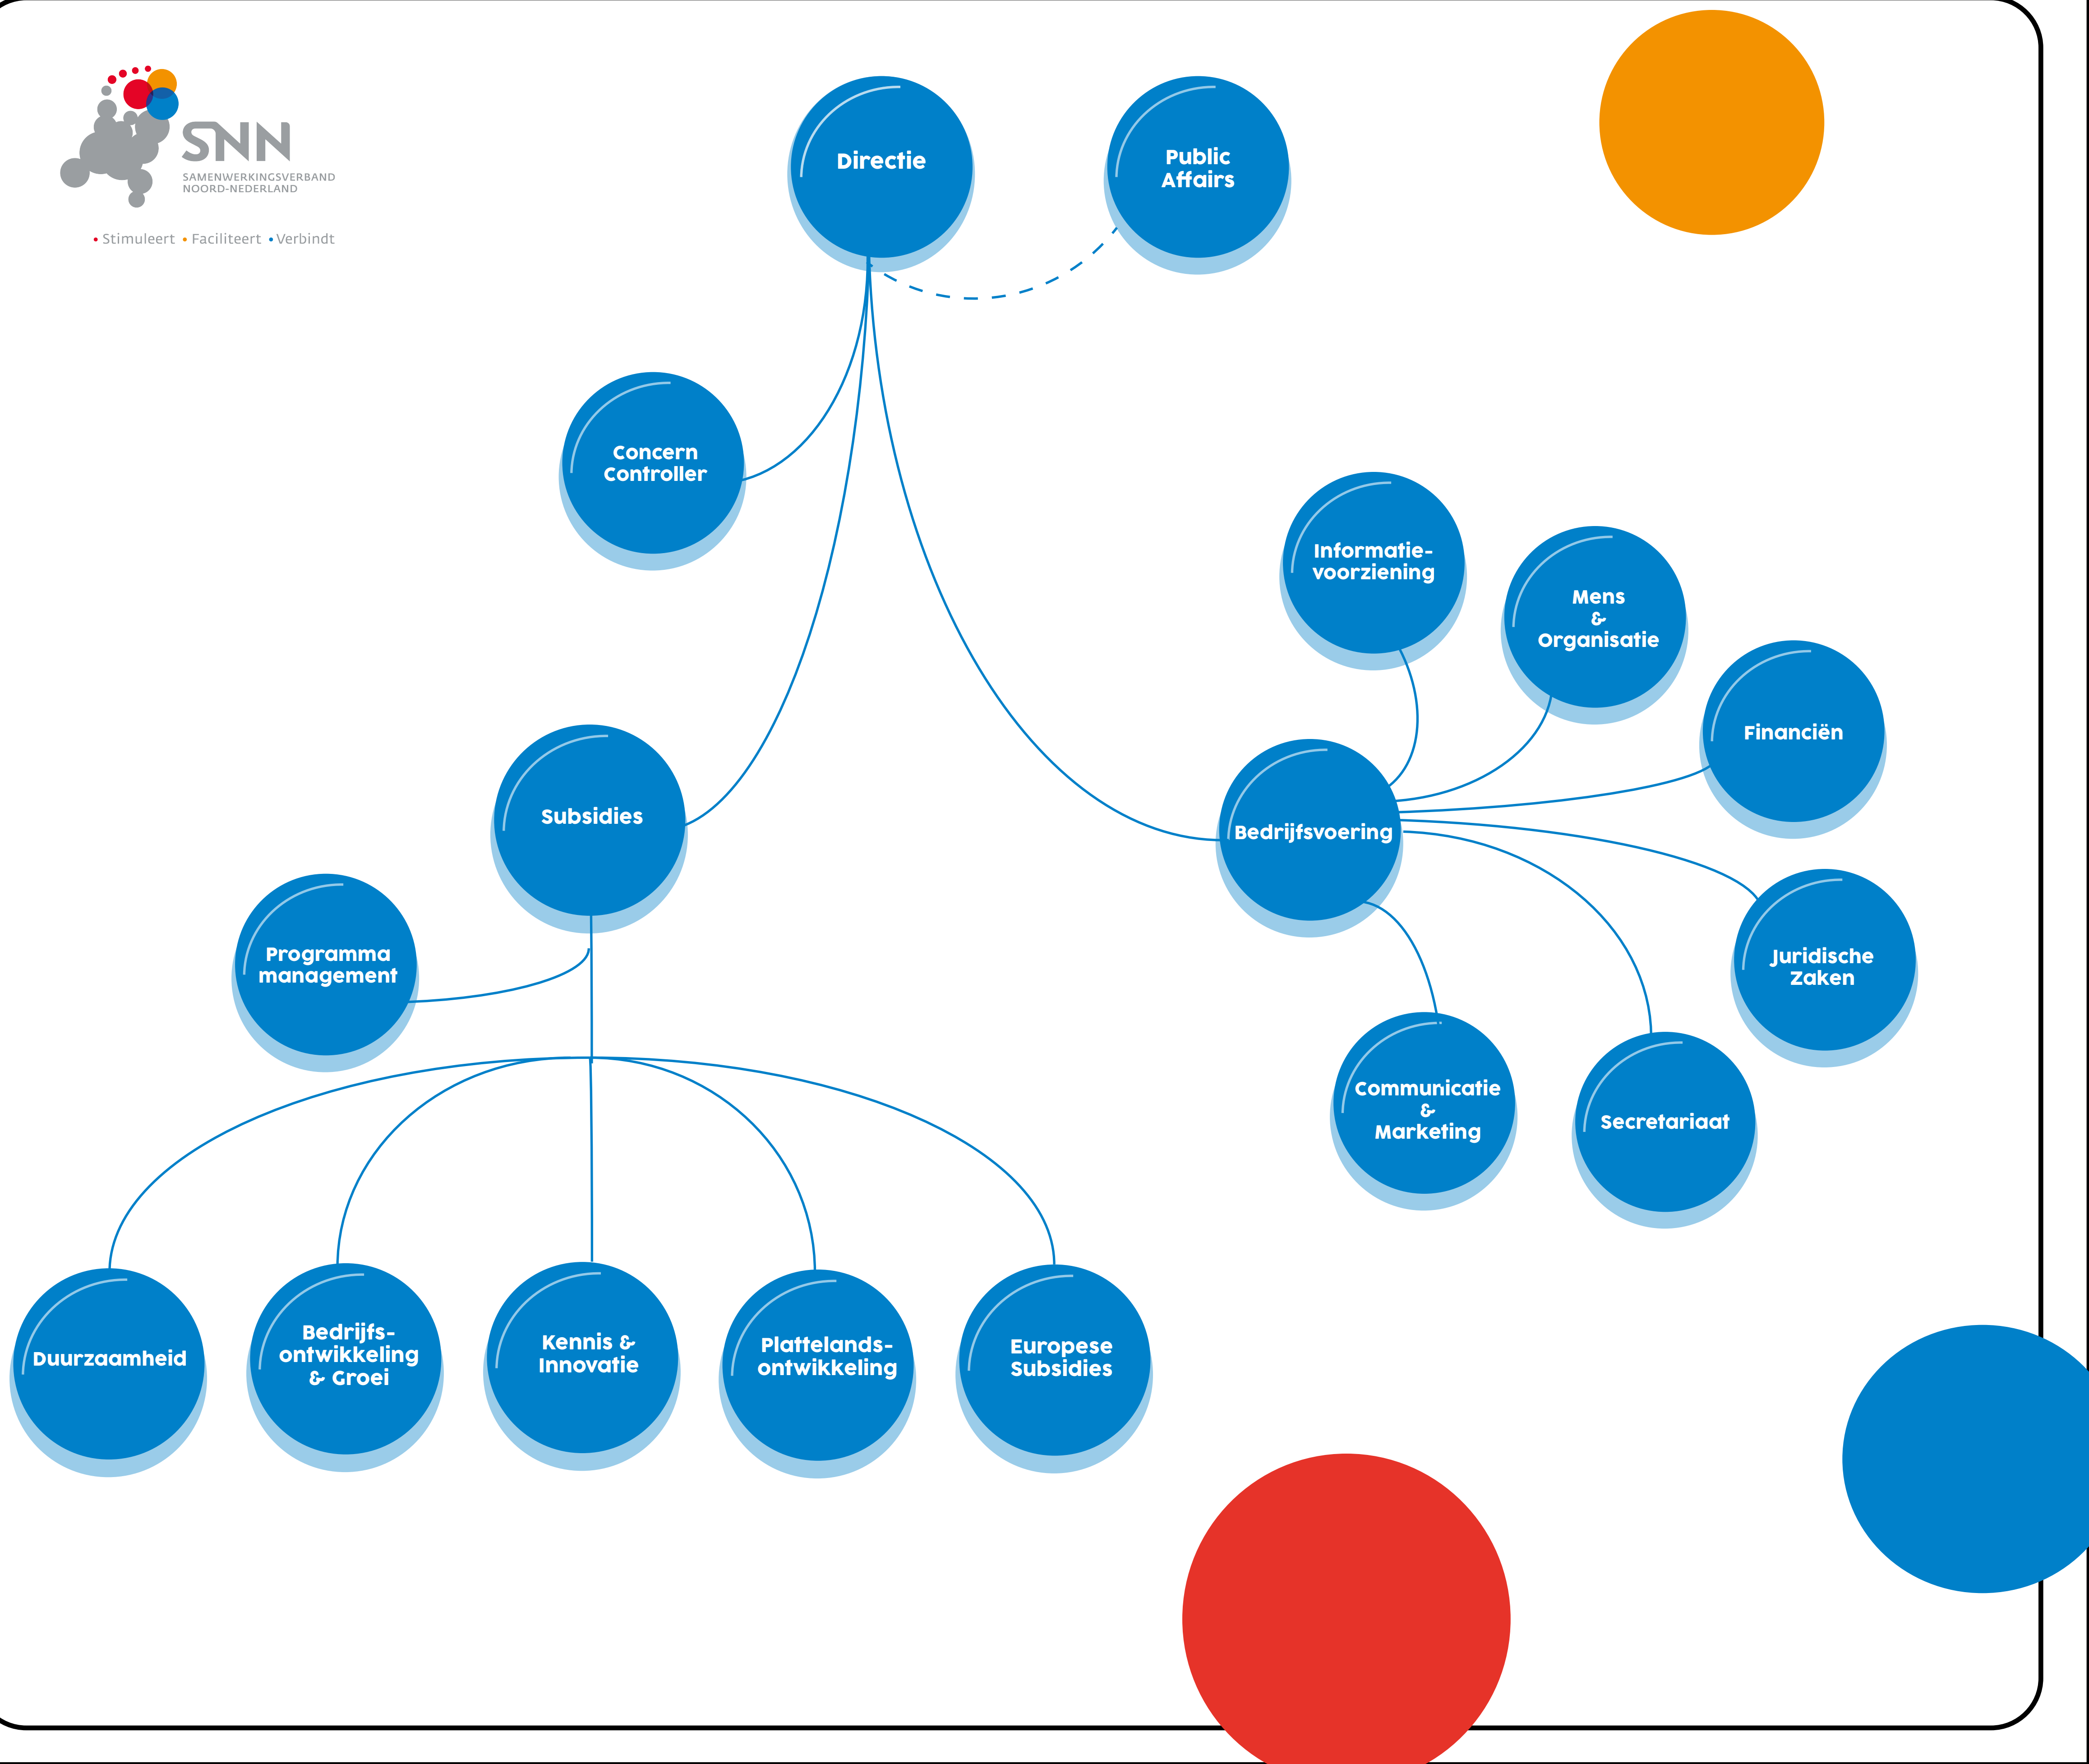 SNN
SAMENWERKINGSVERBAND
NOORD-NEDERLAND
• Stimuleert • Faciliteert • Verbindt
Directie
Public
Affairs
Concern
Controller
Informatie-
voorziening
Mens
&
Organisatie
Financiën
Subsidies
Bedrijfsvoering
Programma
management
Juridische
Zaken
Communicatie
&
Marketing
Secretariaat
Duurzaamheid
Bedrijfs-
ontwikkeling
& Groei
Kennis &
Innovatie
Plattelands-
ontwikkeling
Europese
Subsidies